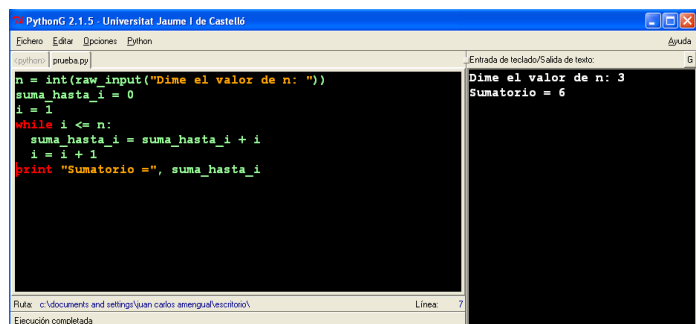 PythonG 2.1.5 - Universitat Jaume I de Castelló
Fichero Editar Opciones Python Ayuda
<python> prueba.py
Entrada de teclado/Salida de texto: G
n = int(raw_input("Dime el valor de n: "))
suma_hasta_i = 0
i = 1
while i <= n:
  suma_hasta_i = suma_hasta_i + i
  i = i + 1
print "Sumatorio =", suma_hasta_i
Dime el valor de n: 3
Sumatorio = 6
Ruta: c:\documents and settings\juan carlos amengual\escritorio\ Línea: 7
Ejecución completada